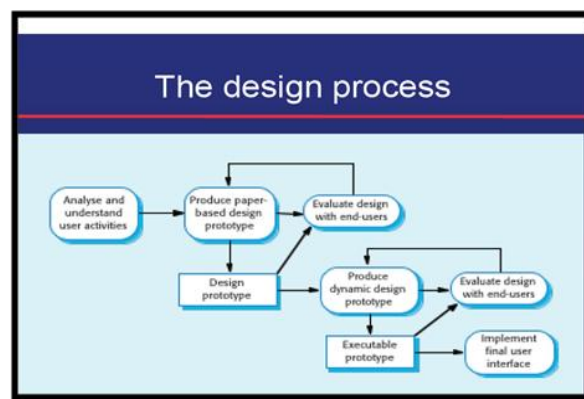 The design process
Analyse and
understand
user activities
Produce paper-
based design
prototype
Evaluate design
with end-users
Design
prototype
Produce
dynamic design
prototype
Evaluate design
with end-users
Executable
prototype
Implement
final user
interface